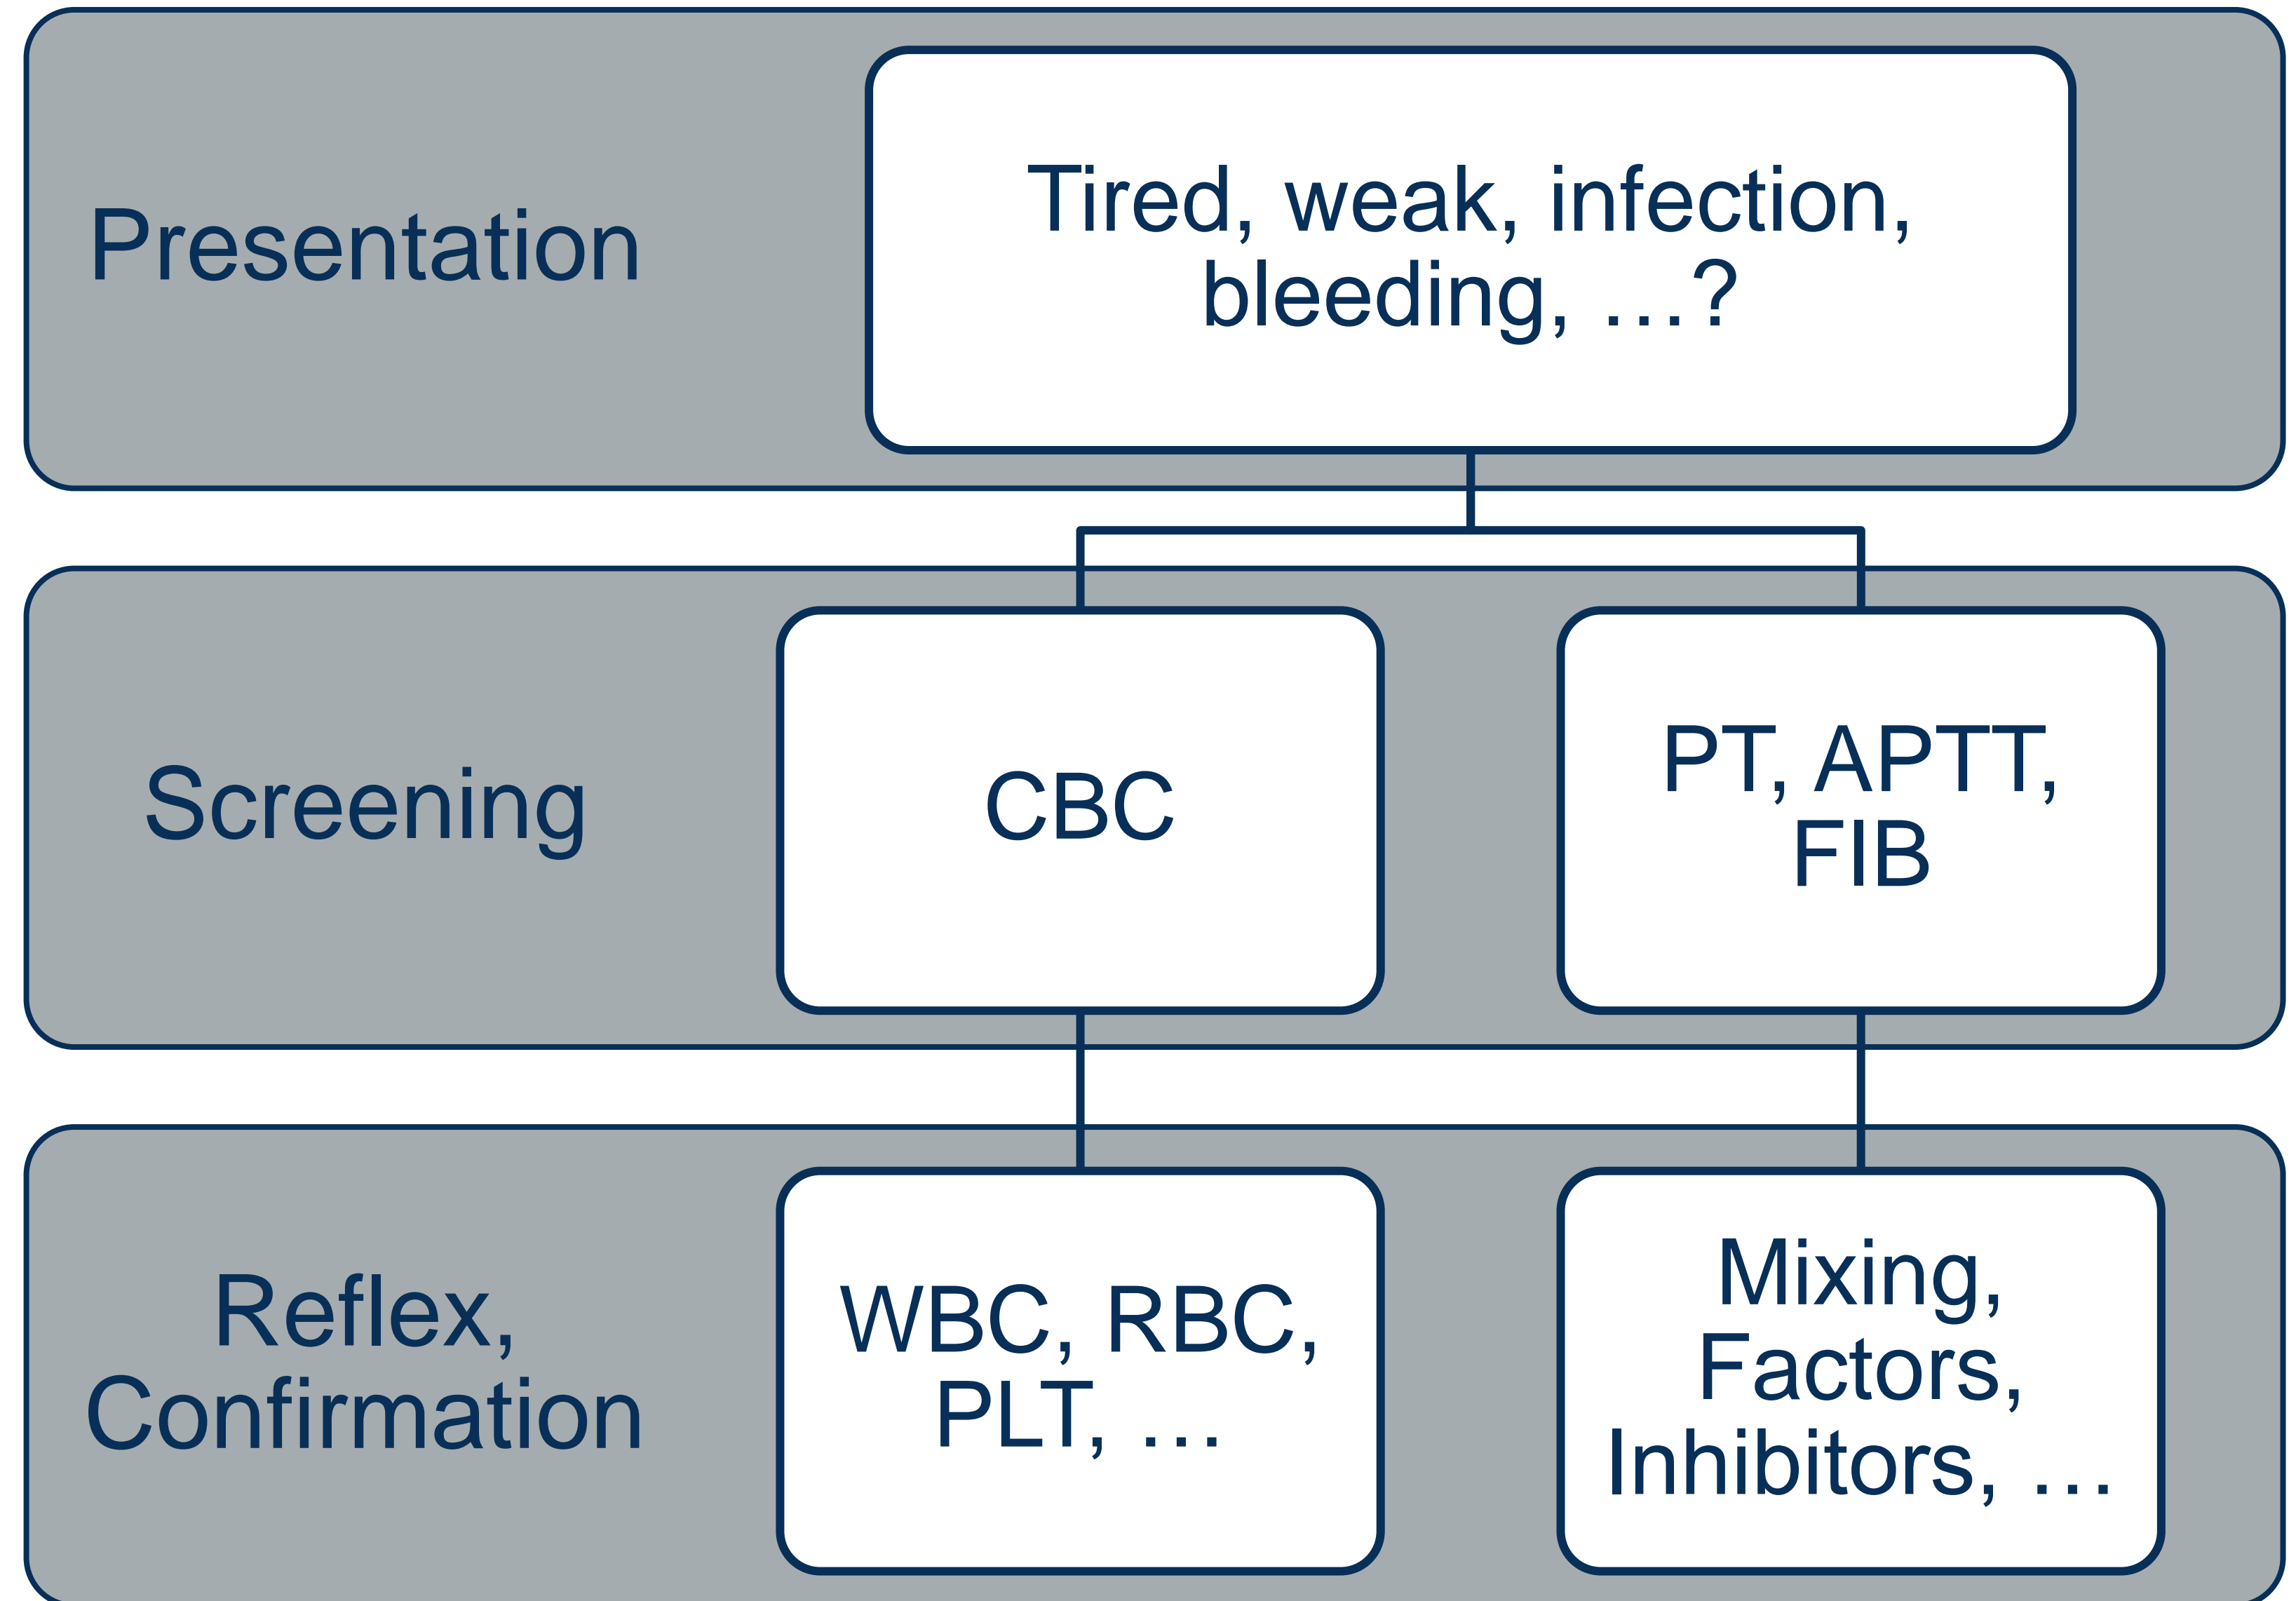 Presentation
Tired, weak, infection,
bleeding, …?
Screening
CBC
PT, APTT,
FIB
Reflex,
Confirmation
WBC, RBC,
PLT, …
Mixing,
Factors,
Inhibitors, …